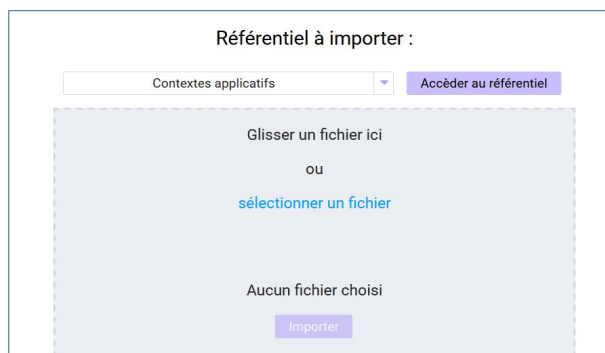 Référentiel à importer :
Contextes applicatifs
Accèder au référentiel
Glisser un fichier ici
ou
sélectionner un fichier
Aucun fichier choisi
Importer